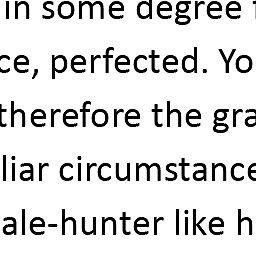 in some degree
ce, perfected. Yo
therefore the gra
liar circumstance
ale-hunter like h